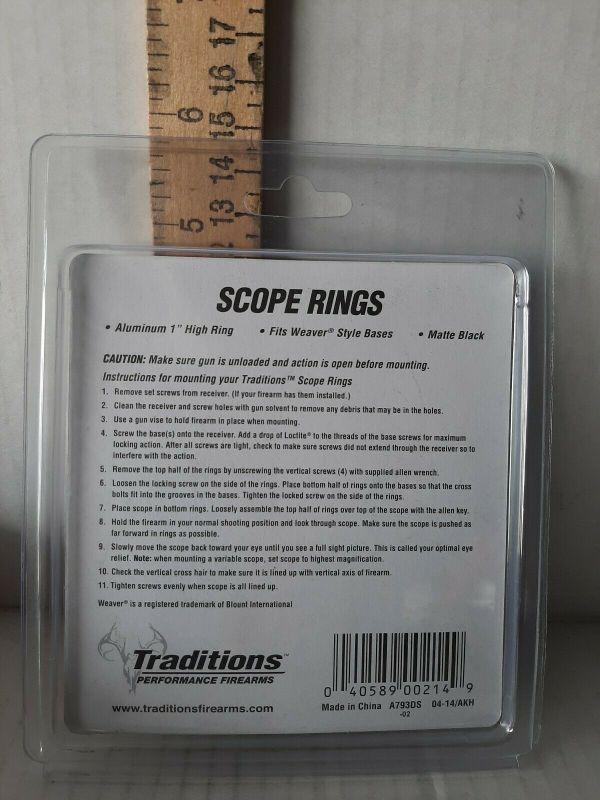 17
16
6
15
14
5
13
SCOPE RINGS
• Aluminum 1" High Ring • Fits Weaver® Style Bases • Matte Black
CAUTION: Make sure gun is unloaded and action is open before mounting.
Instructions for mounting your Traditions™ Scope Rings
1. Remove set screws from receiver. (If your firearm has them installed.)
2. Clean the receiver and screw holes with gun solvent to remove any debris that may be in the holes.
3. Use a gun vise to hold firearm in place when mounting.
4. Screw the base(s) onto the receiver. Add a drop of Loctite® to the threads of the base screws for maximum
locking action. After all screws are tight, check to make sure screws did not extend through the receiver so to
interfere with the action.
5. Remove the top half of the rings by unscrewing the vertical screws (4) with supplied allen wrench.
6. Loosen the locking screw on the side of the rings. Place bottom half of rings onto the bases so that the cross
bolts fit into the grooves in the bases. Tighten the locked screw on the side of the rings.
7. Place scope in bottom rings. Loosely assemble the top half of rings over top of the scope with the allen key.
8. Hold the firearm in your normal shooting position and look through scope. Make sure the scope is pushed as
far forward in rings as possible.
9. Slowly move the scope back toward your eye until you see a full sight picture. This is called your optimal eye
relief. Note: when mounting a variable scope, set scope to highest magnification.
10. Check the vertical cross hair to make sure it is lined up with vertical axis of firearm.
11. Tighten screws evenly when scope is all lined up.
Weaver® is a registered trademark of Blount International
Traditions™
PERFORMANCE FIREARMS
www.traditionsfirearms.com
0 40589 00214 9
Made in China A793DS 04-14/AKH
-02